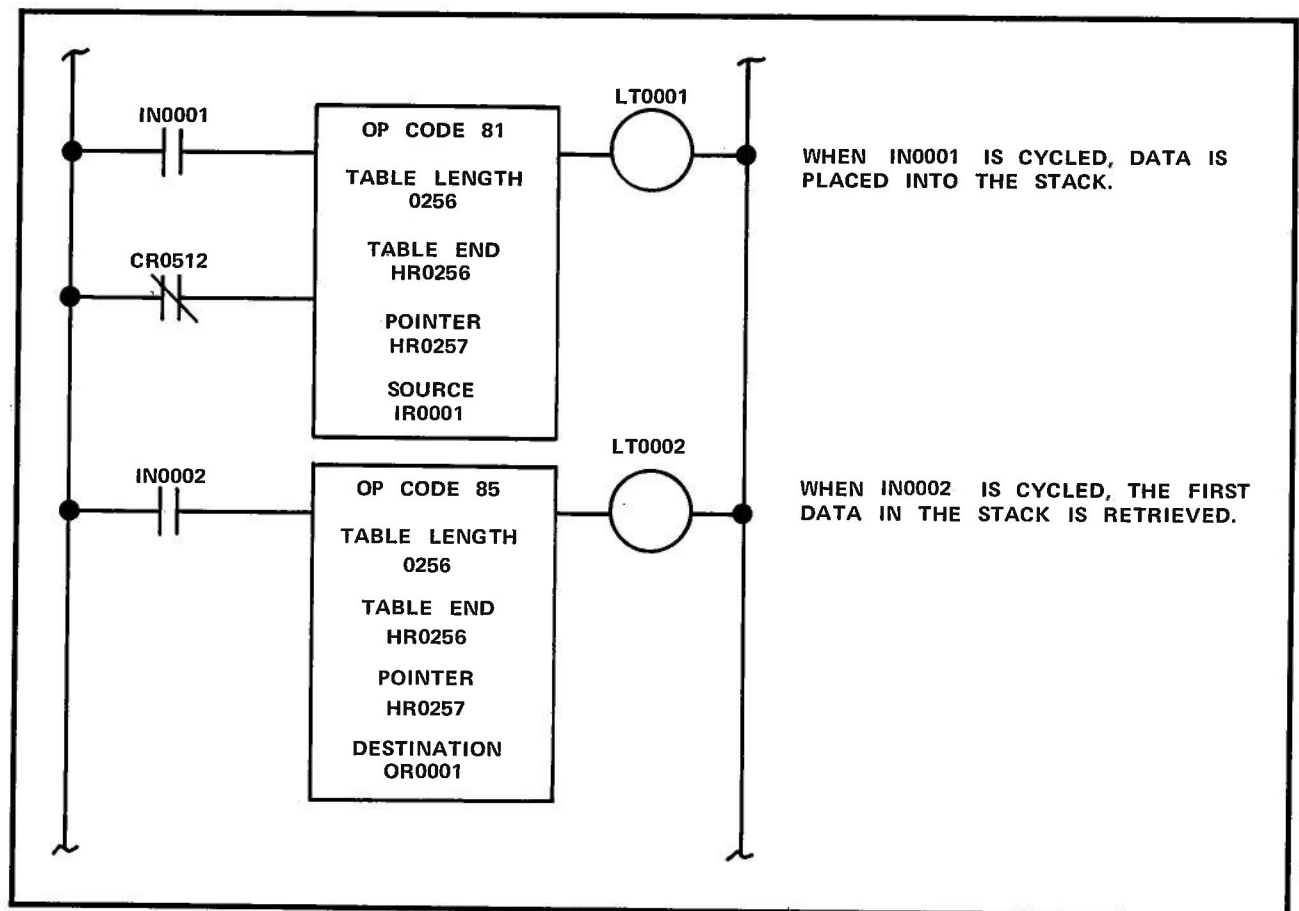 IN0001
OP CODE 81
TABLE LENGTH
0256
TABLE END
HR0256
POINTER
HR0257
SOURCE
IR0001
LT0001
WHEN IN0001 IS CYCLED, DATA IS
PLACED INTO THE STACK.
CR0512
IN0002
OP CODE 85
TABLE LENGTH
0256
TABLE END
HR0256
POINTER
HR0257
DESTINATION
OR0001
LT0002
WHEN IN0002 IS CYCLED, THE FIRST
DATA IN THE STACK IS RETRIEVED.